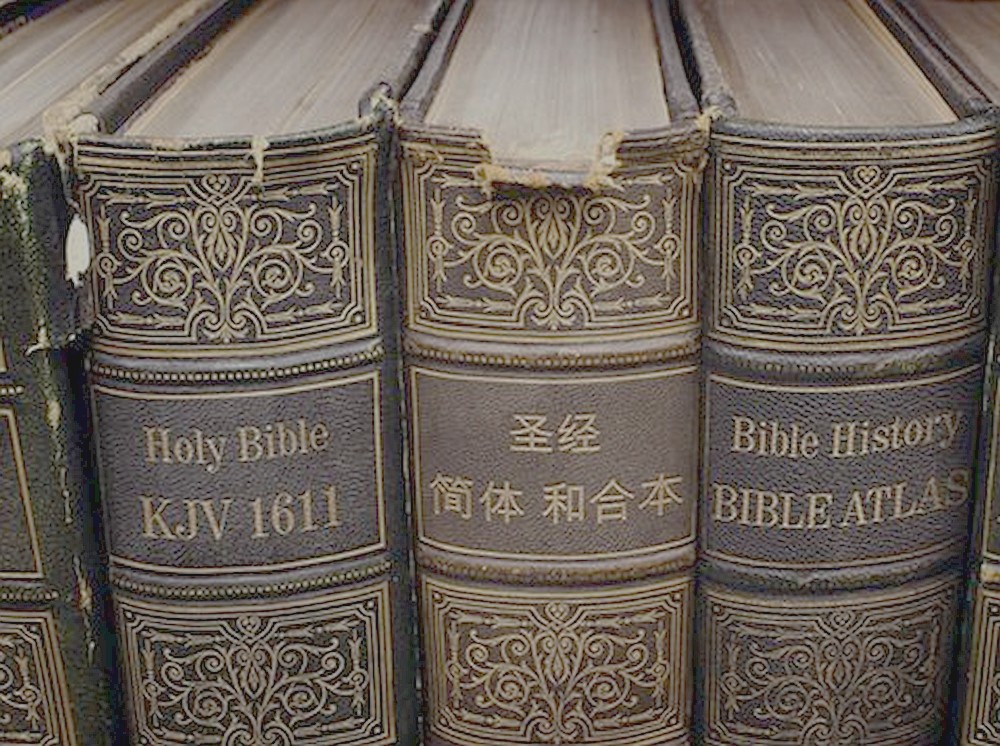 Holy Bible
KJV 1611
圣经
简体 和合本
Bible History
BIBLE ATLAS